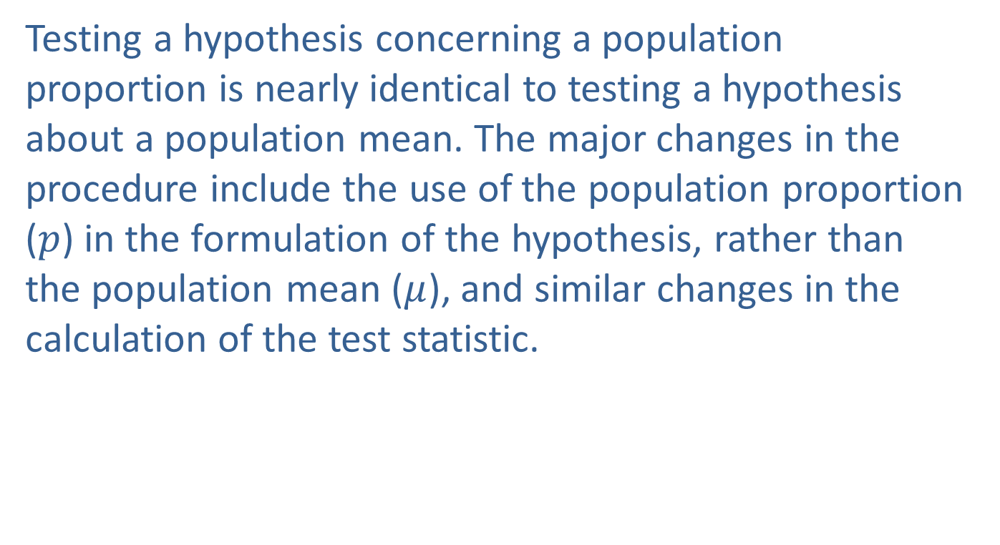 Testing a hypothesis concerning a population
proportion is nearly identical to testing a hypothesis
about a population mean. The major changes in the
procedure include the use of the population proportion
(𝑝) in the formulation of the hypothesis, rather than
the population mean (𝜇), and similar changes in the
calculation of the test statistic.